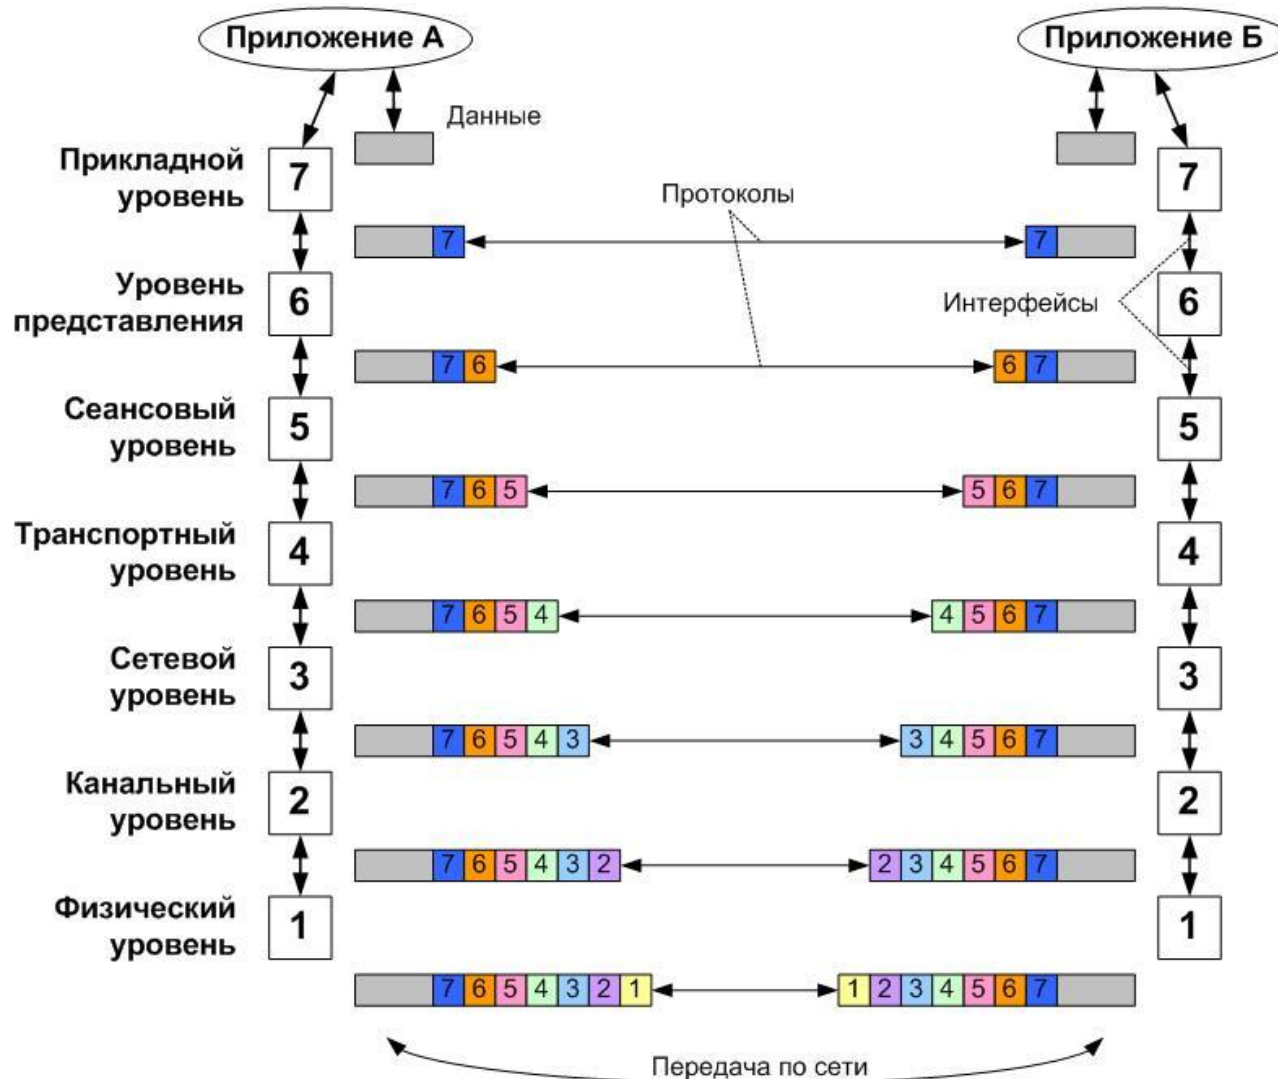 Приложение А
Приложение Б
Данные
Прикладной
уровень
7
7
Протоколы
7
7
Уровень
представления
6
Интерфейсы
6
7 6
6 7
Сеансовый
уровень
5
5
7 6 5
5 6 7
Транспортный
уровень
4
4
7 6 5 4
4 5 6 7
Сетевой
уровень
3
3
7 6 5 4 3
3 4 5 6 7
Канальный
уровень
2
2
7 6 5 4 3 2
2 3 4 5 6 7
Физический
уровень
1
1
7 6 5 4 3 2 1
1 2 3 4 5 6 7
Передача по сети